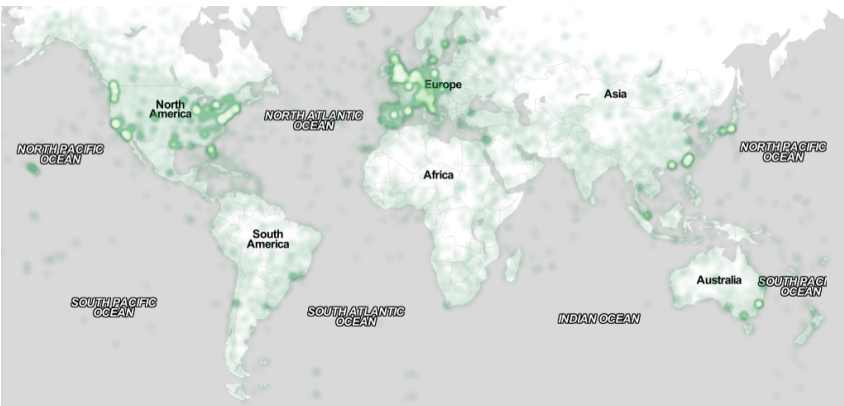 Europe
Asia
North
America
NORTH ATLANTIC
OCEAN
NORTH PACIFIC
OCEAN
NORTH PACIFIC
OCEAN
Africa
South
America
Australia
SOUTH PACI
OCEAN
SOUTH PACIFIC
OCEAN
SOUTH ATLANTIC
OCEAN
INDIAN OCEAN